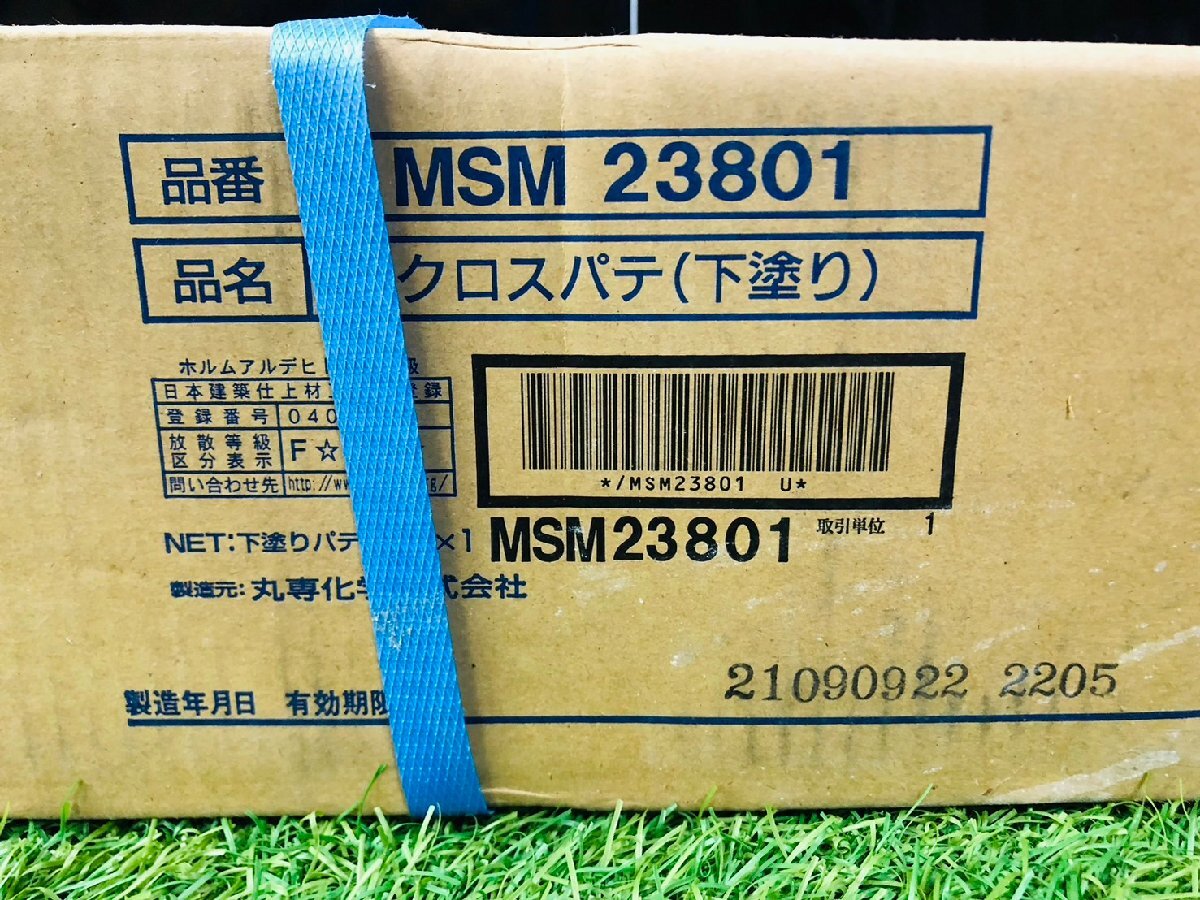 品番 MSM 23801
品名 クロスパテ(下塗り)
ホルムアルデヒ
日本建築仕上材 登録
登録番号 040
放散等級
区分表示 F☆
問い合わせ先 http://w g/
*/MSM23801 U*
MSM23801 取引単位 1
NET:下塗りパテ ×1
製造元:丸専化学 式会社
21090922 2205
製造年月日 有効期限